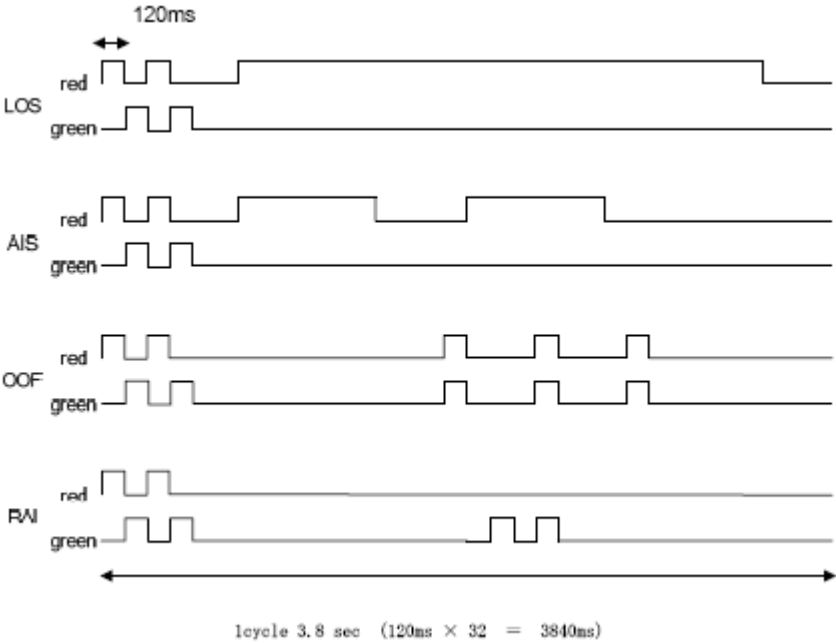 120ms
red
LOS
green
red
AIS
green
red
OOF
green
red
RAI
green
1cycle 3.8 sec (120ms × 32 = 3840ms)